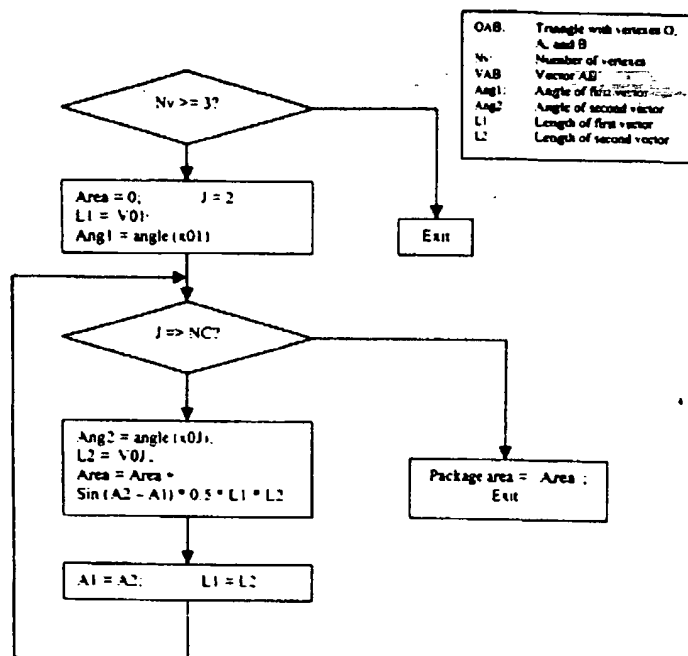 OAB: Triangle with vertexes O,
A, and B
Nv: Number of vertexes
VAB Vector AB
Ang1: Angle of first vector
Ang2 Angle of second vector
L1 Length of first vector
L2 Length of second vector
Nv >= 3?
Area = 0; J = 2
L1 = V01;
Ang1 = angle (x01)
Exit
J => NC?
Ang2 = angle (x0J);
L2 = V0J;
Area = Area +
Sin (A2 - A1) * 0.5 * L1 * L2
Package area = Area ;
Exit
A1 = A2; L1 = L2